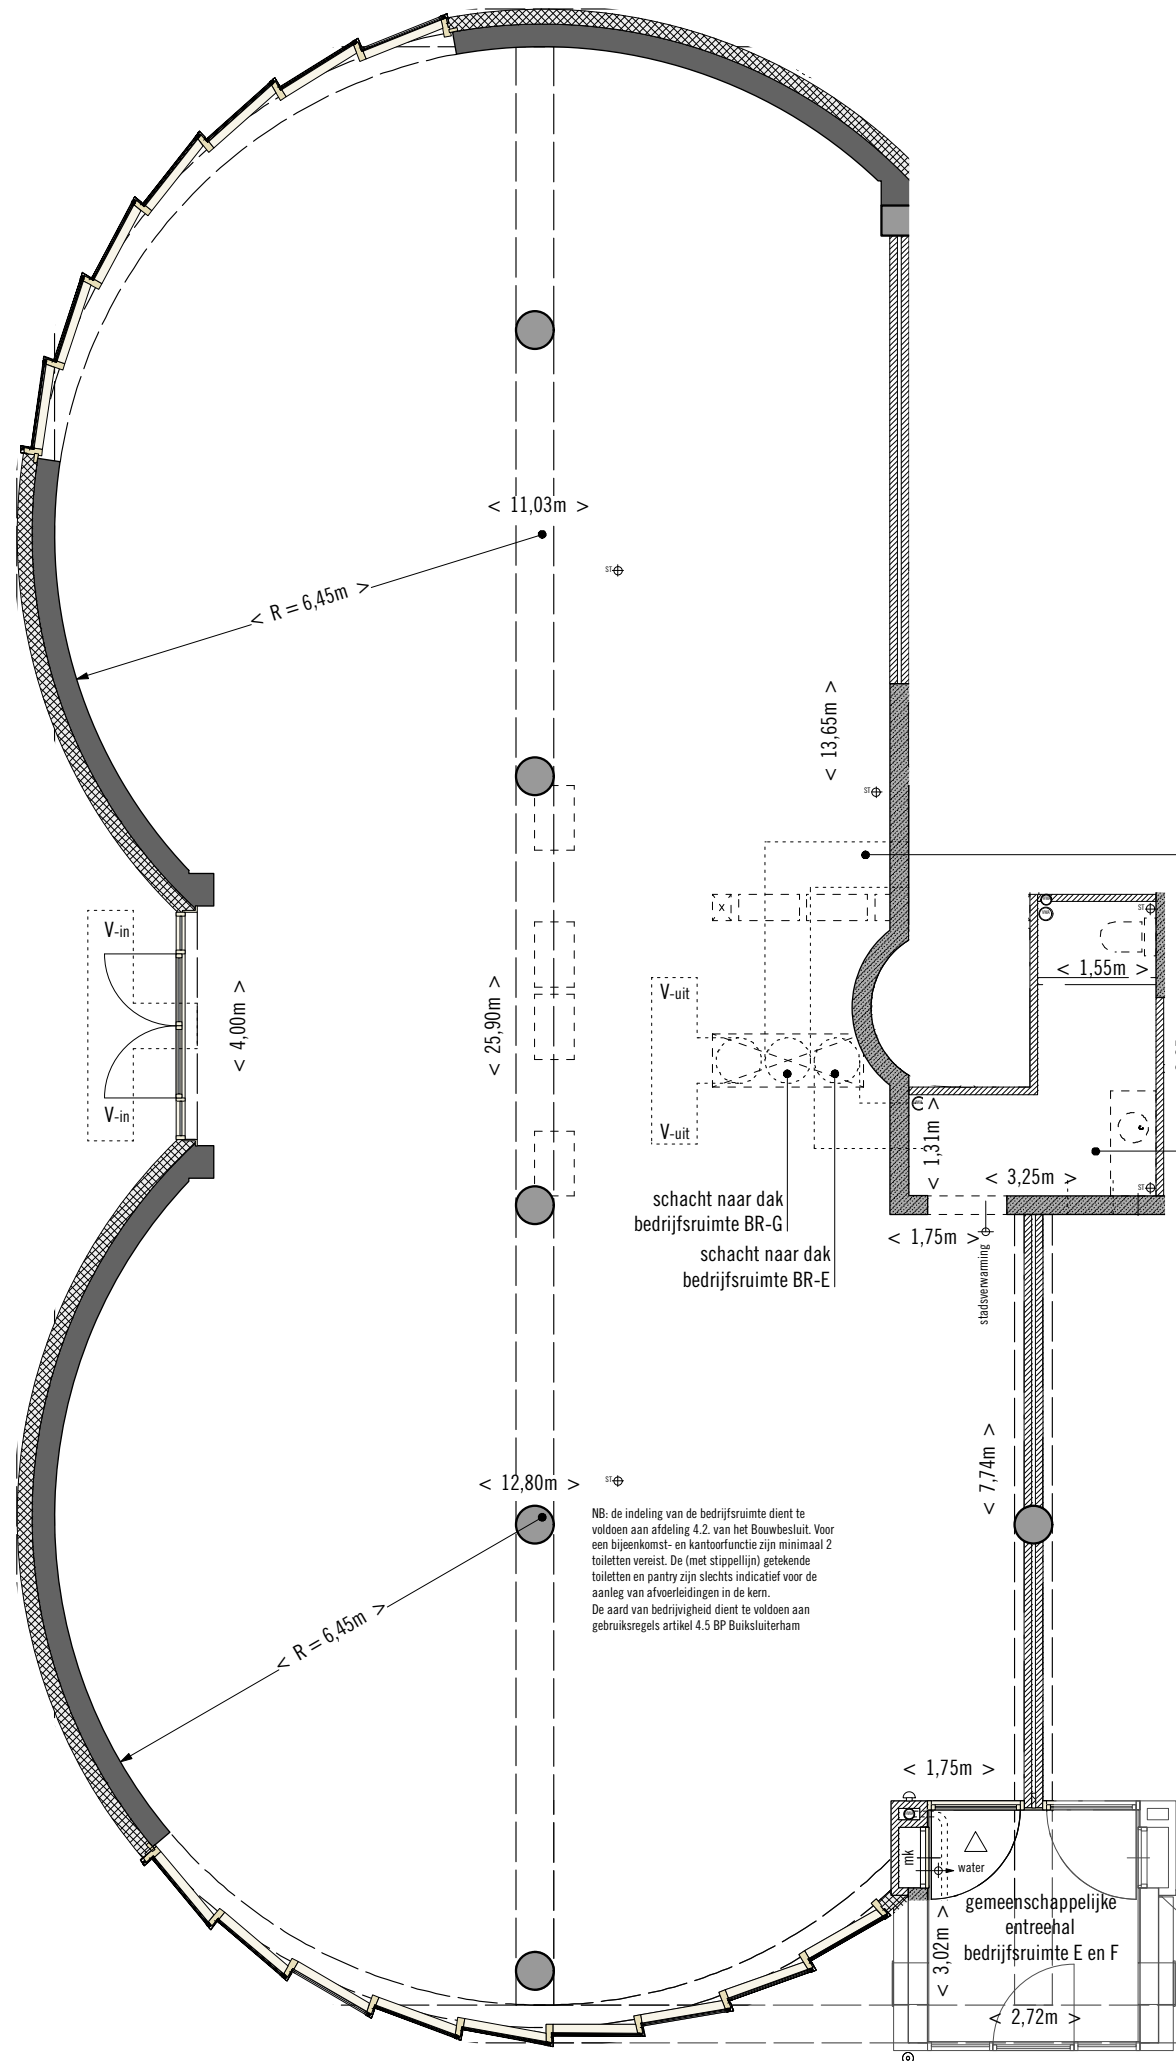 < 11,03m >
ST
< R = 6,45m >
< 13,65m >
ST
V-in
V-in
< 4,00m >
< 25,90m >
X
V-uit
V-uit
ST
< 1,55m >
< 1,31m >
< 3,25m >
ST
< 1,75m >
stadsverwarming
schacht naar dak
bedrijfsruimte BR-G
schacht naar dak
bedrijfsruimte BR-E
< 7,74m >
< 12,80m >
ST
NB: de indeling van de bedrijfsruimte dient te
voldoen aan afdeling 4.2. van het Bouwbesluit. Voor
een bijeenkomst- en kantoorfunctie zijn minimaal 2
toiletten vereist. De (met stippellijn) getekende
toiletten en pantry zijn slechts indicatief voor de
aanleg van afvoerleidingen in de kern.
De aard van bedrijvigheid dient te voldoen aan
gebruiksregels artikel 4.5 BP Buiksluiterham
< R = 6,45m >
< 1,75m >
mk
water
gemeenschappelijke
entreehal
bedrijfsruimte E en F
< 3,02m >
< 2,72m >